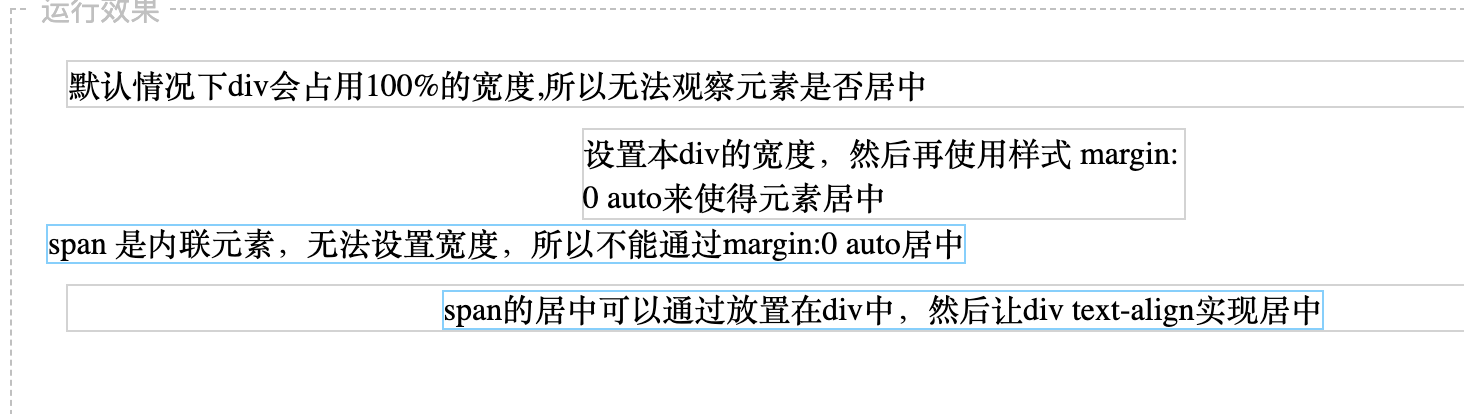 运行效果
默认情况下div会占用100%的宽度,所以无法观察元素是否居中
设置本div的宽度，然后再使用样式 margin:
0 auto来使得元素居中
span 是内联元素，无法设置宽度，所以不能通过margin:0 auto居中
span的居中可以通过放置在div中，然后让div text-align实现居中